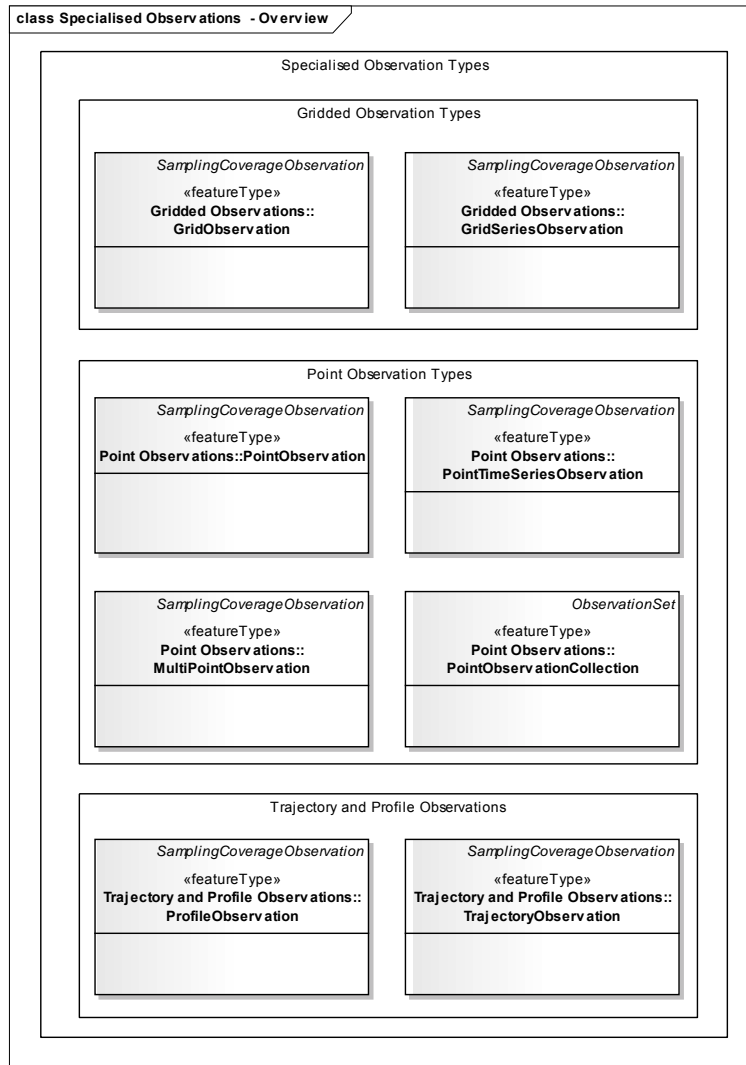 class Specialised Observations - Overview
Specialised Observation Types
Gridded Observation Types
SamplingCoverageObservation
«featureType»
Gridded Observations::
GridObservation
SamplingCoverageObservation
«featureType»
Gridded Observations::
GridSeriesObservation
Point Observation Types
SamplingCoverageObservation
«featureType»
Point Observations::PointObservation
SamplingCoverageObservation
«featureType»
Point Observations::
PointTimeSeriesObservation
SamplingCoverageObservation
«featureType»
Point Observations::
MultiPointObservation
ObservationSet
«featureType»
Point Observations::
PointObservationCollection
Trajectory and Profile Observations
SamplingCoverageObservation
«featureType»
Trajectory and Profile Observations::
ProfileObservation
SamplingCoverageObservation
«featureType»
Trajectory and Profile Observations::
TrajectoryObservation